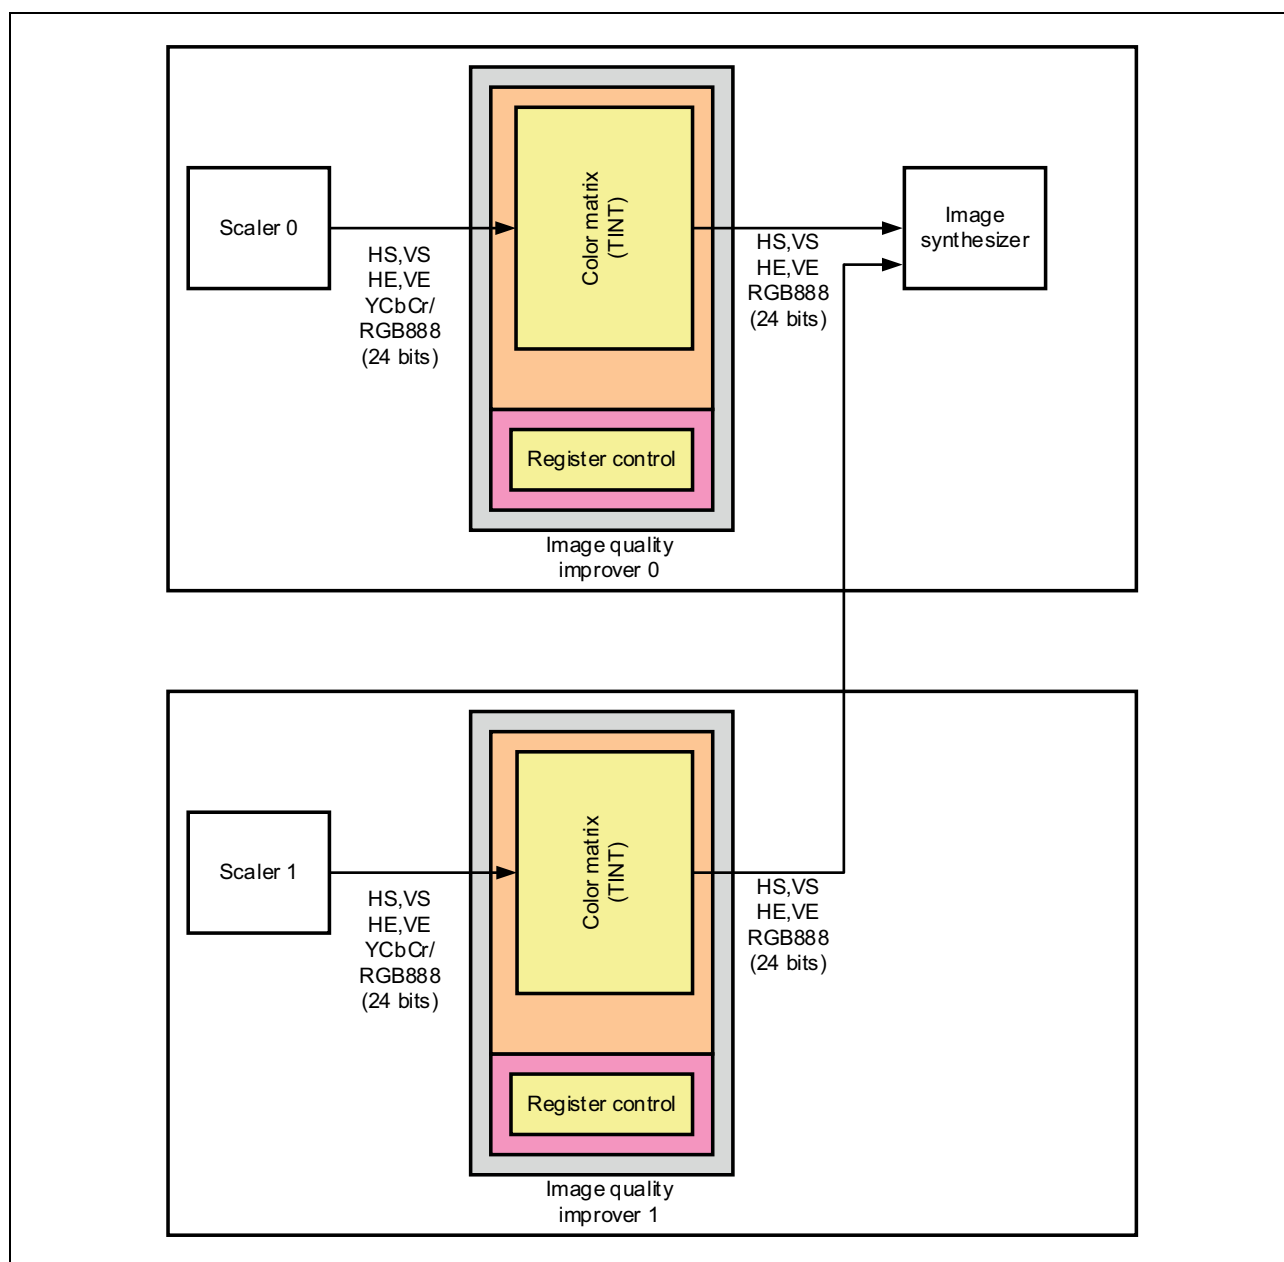 Scaler 0
HS,VS
HE,VE
YCbCr/
RGB888
(24 bits)
Color matrix
(TINT)
Register control
Image quality
improver 0
HS,VS
HE,VE
RGB888
(24 bits)
Image
synthesizer
Scaler 1
HS,VS
HE,VE
YCbCr/
RGB888
(24 bits)
Color matrix
(TINT)
Register control
Image quality
improver 1
HS,VS
HE,VE
RGB888
(24 bits)